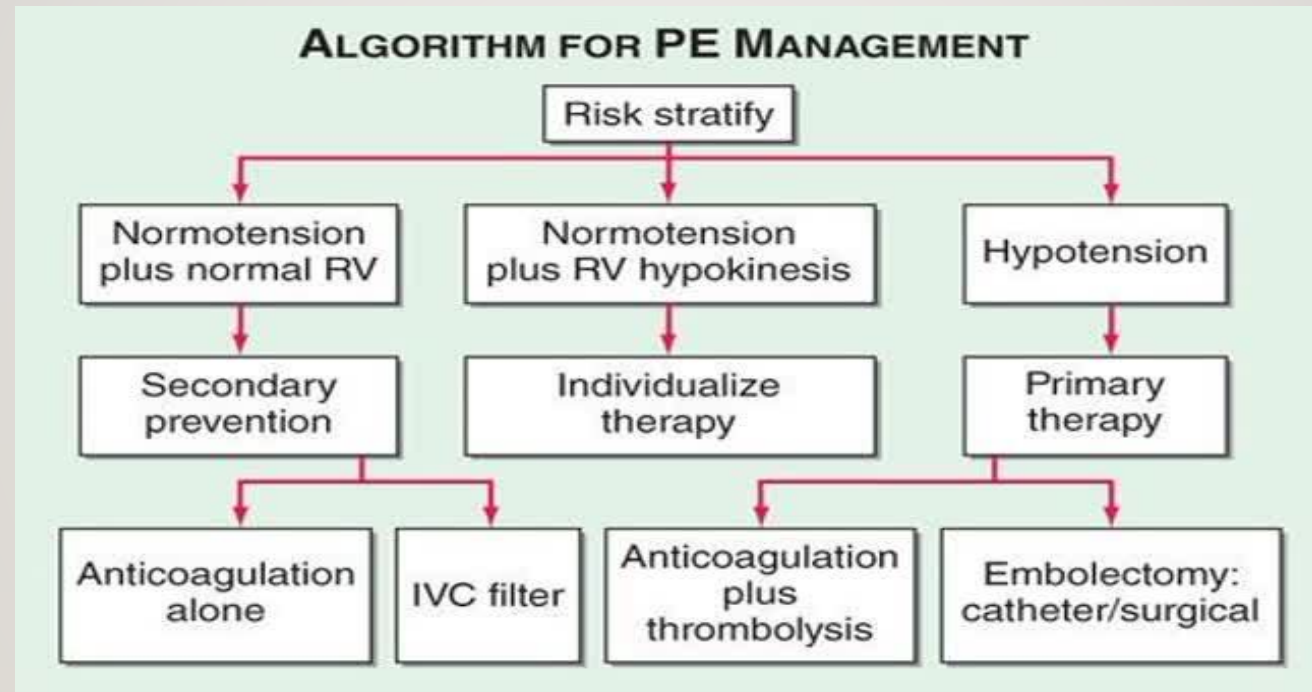 ALGORITHM FOR PE MANAGEMENT
Risk stratify
Normotension
plus normal RV
Normotension
plus RV hypokinesis
Hypotension
Secondary
prevention
Individualize
therapy
Primary
therapy
Anticoagulation
alone
IVC filter
Anticoagulation
plus
thrombolysis
Embolectomy:
catheter/surgical